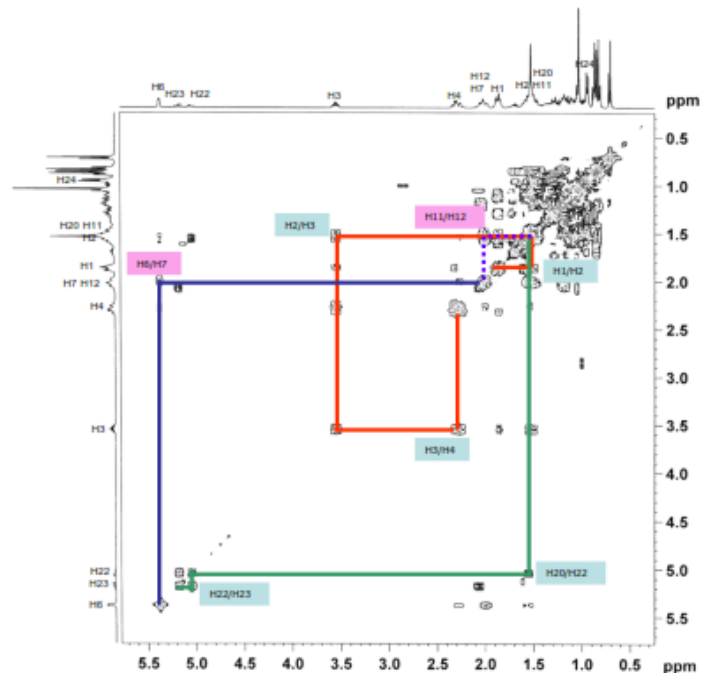 H6
H23 H22
H3
H4
H12
H7
H1
H20
H2 H11
H24
ppm
H24
H20 H11
H2
H1
H7 H12
H4
H3
H22
H23
H6
H2/H3
H11/H12
H6/H7
H1/H2
H3/H4
H20/H22
H22/H23
0.5
1.0
1.5
2.0
2.5
3.0
3.5
4.0
4.5
5.0
5.5
ppm
5.5 5.0 4.5 4.0 3.5 3.0 2.5 2.0 1.5 1.0 0.5 ppm